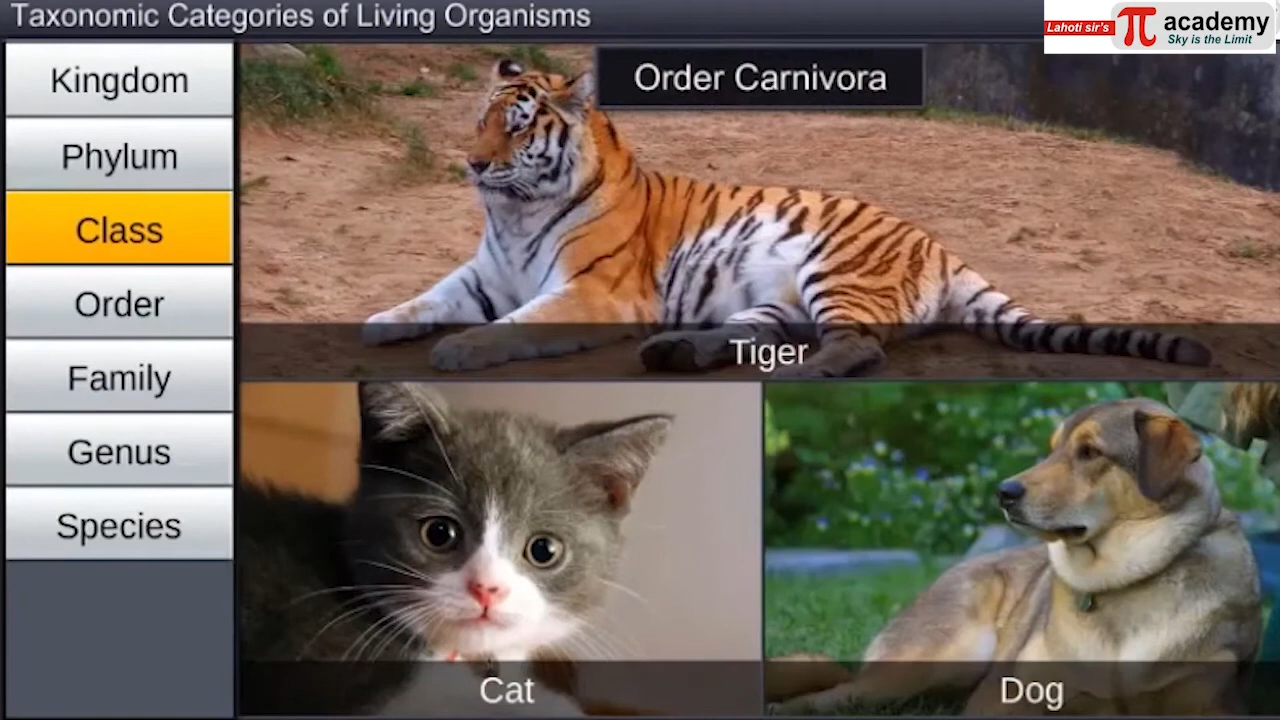 Taxonomic Categories of Living Organisms
Lahoti sir's π academy
Sky is the Limit
Kingdom
Phylum
Class
Order
Family
Genus
Species
Order Carnivora
Tiger
Cat
Dog